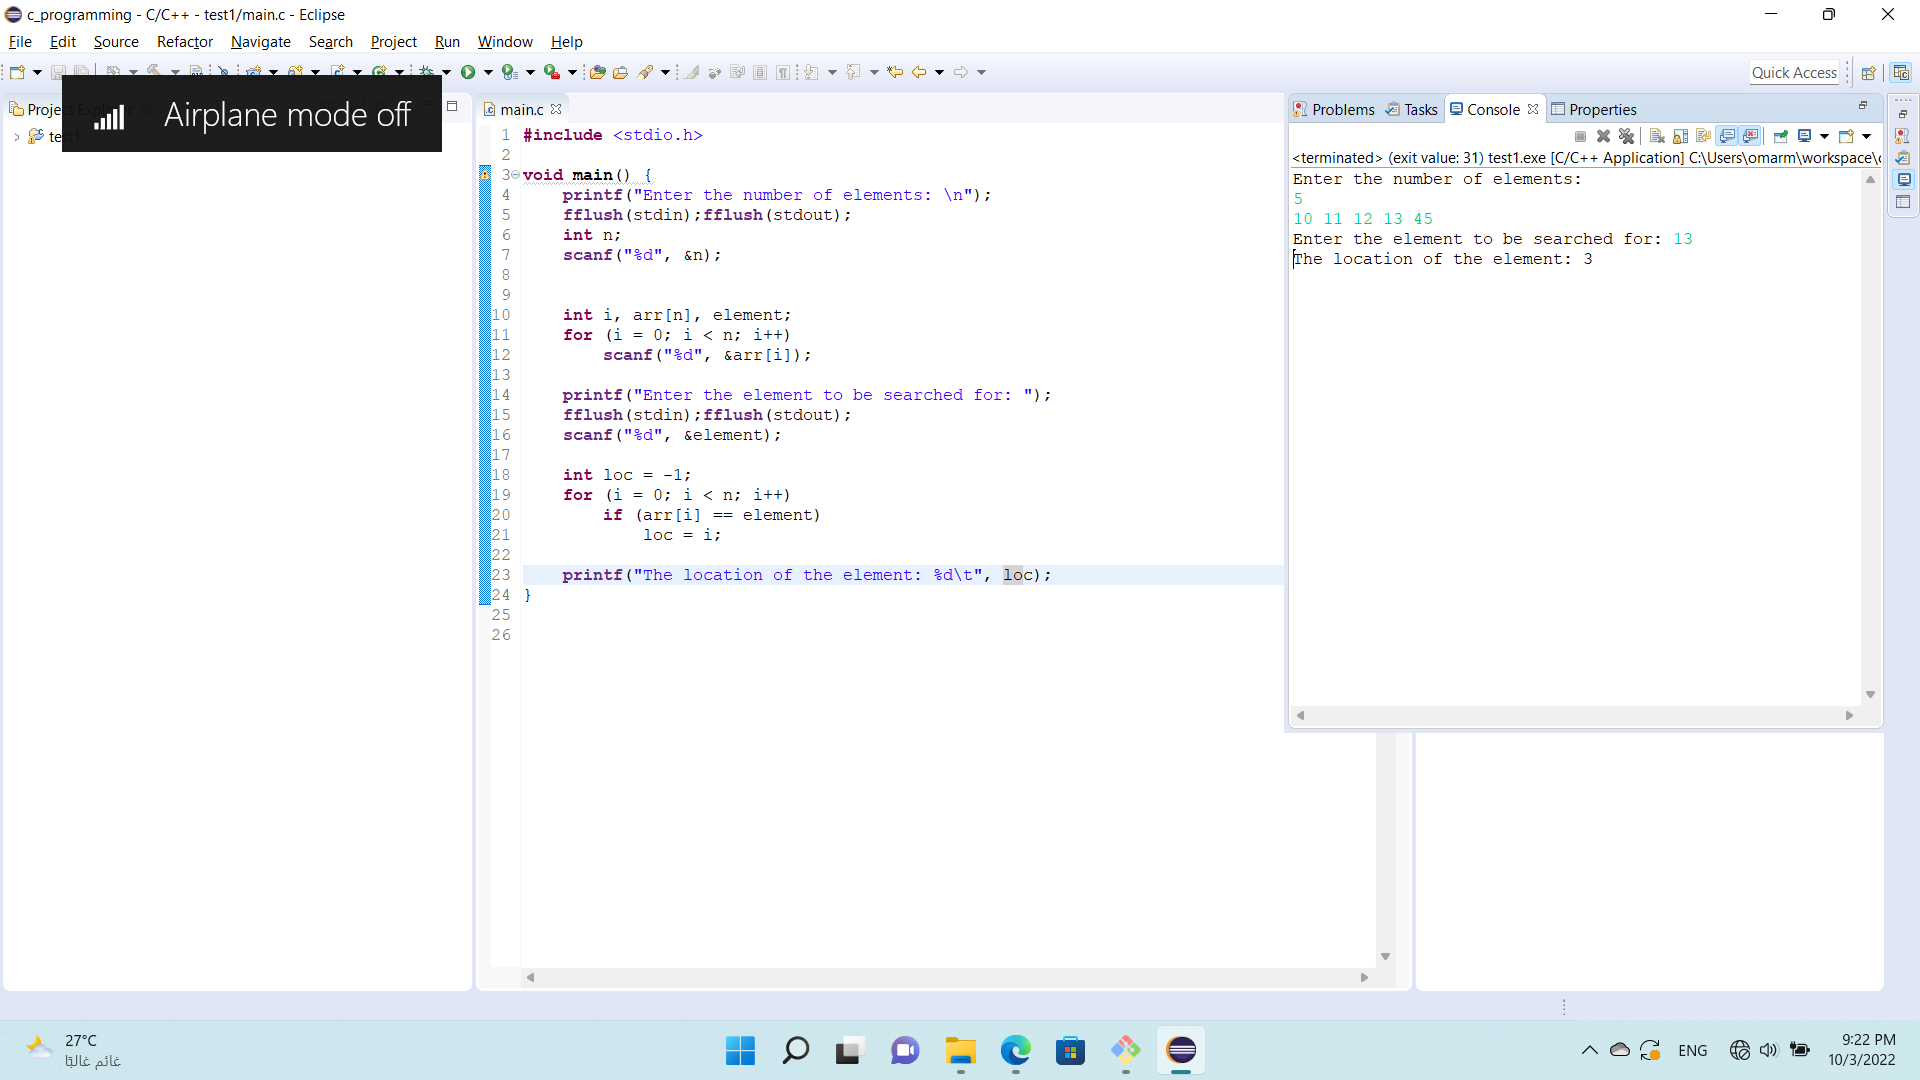 c_programming - C/C++ - test1/main.c - Eclipse
File Edit Source Refactor Navigate Search Project Run Window Help
Quick Access
Airplane mode off
main.c
1 #include <stdio.h>
2
3 void main() {
4 printf("Enter the number of elements: \n");
5 fflush(stdin);fflush(stdout);
6 int n;
7 scanf("%d", &n);
8
9
10 int i, arr[n], element;
11 for (i = 0; i < n; i++)
12 scanf("%d", &arr[i]);
13
14 printf("Enter the element to be searched for: ");
15 fflush(stdin);fflush(stdout);
16 scanf("%d", &element);
17
18 int loc = -1;
19 for (i = 0; i < n; i++)
20 if (arr[i] == element)
21 loc = i;
22
23 printf("The location of the element: %d\t", loc);
24 }
25
26
Problems Tasks Console Properties
<terminated> (exit value: 31) test1.exe [C/C++ Application] C:\Users\omarm\workspace\
Enter the number of elements:
5
10 11 12 13 45
Enter the element to be searched for: 13
The location of the element: 3
27°C
غائم غالبًا
ENG
9:22 PM
10/3/2022